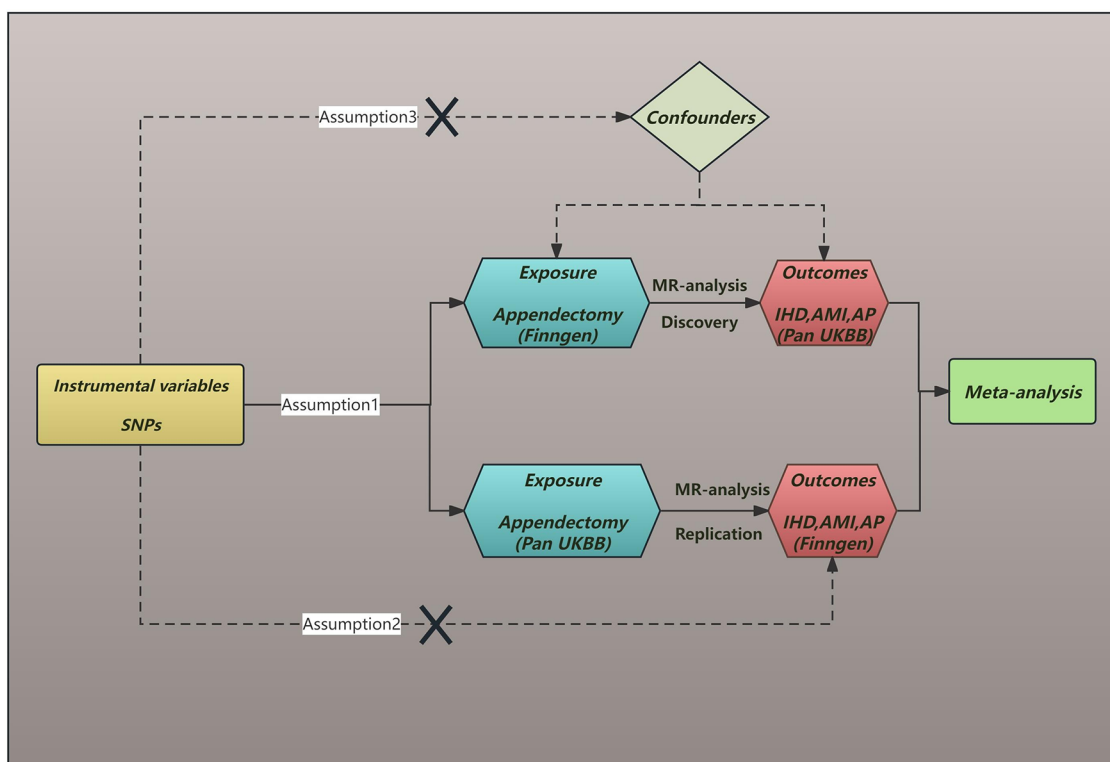 Assumption3
Confounders
Exposure
Appendectomy
(Finngen)
MR-analysis
Discovery
Outcomes
IHD,AMI,AP
(Pan UKBB)
Instrumental variables
SNPs
Assumption1
Meta-analysis
Exposure
Appendectomy
(Pan UKBB)
MR-analysis
Replication
Outcomes
IHD,AMI,AP
(Finngen)
Assumption2